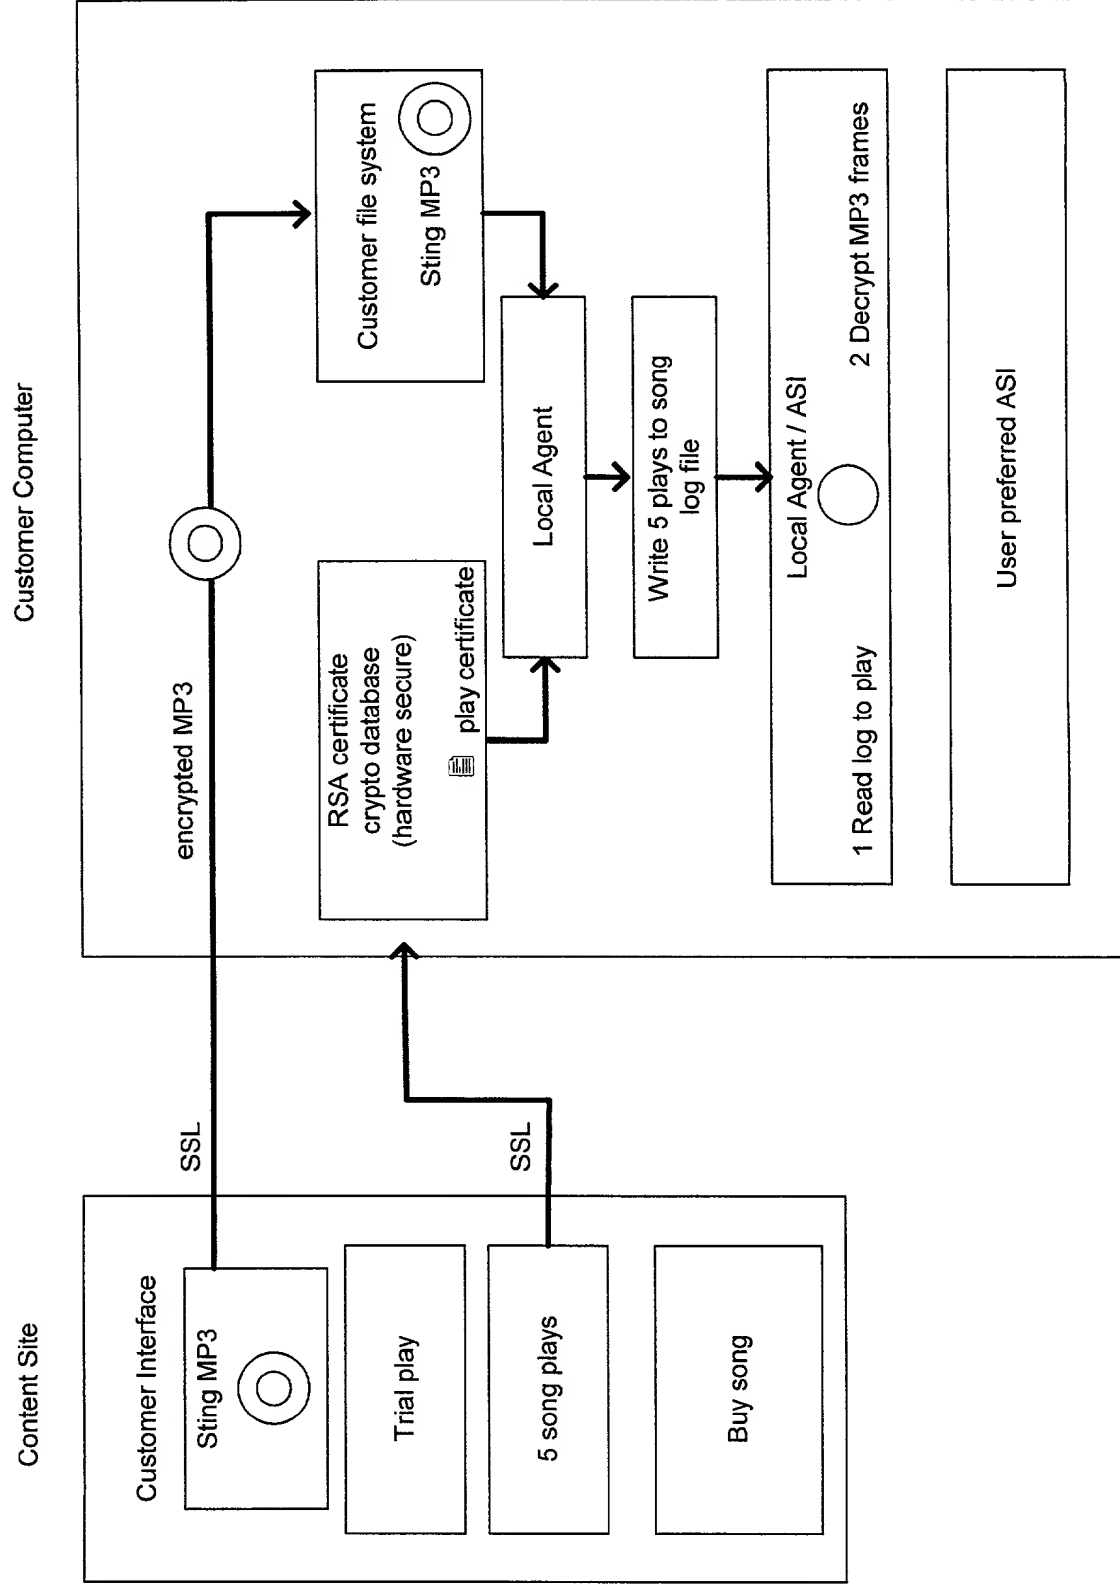 Content Site
Customer Interface
Sting MP3
Trial play
5 song plays
Buy song
SSL
SSL
Customer Computer
encrypted MP3
RSA certificate
crypto database
(hardware secure)
play certificate
Customer file system
Sting MP3
Local Agent
Write 5 plays to song
log file
Local Agent / ASI
1 Read log to play
2 Decrypt MP3 frames
User preferred ASI